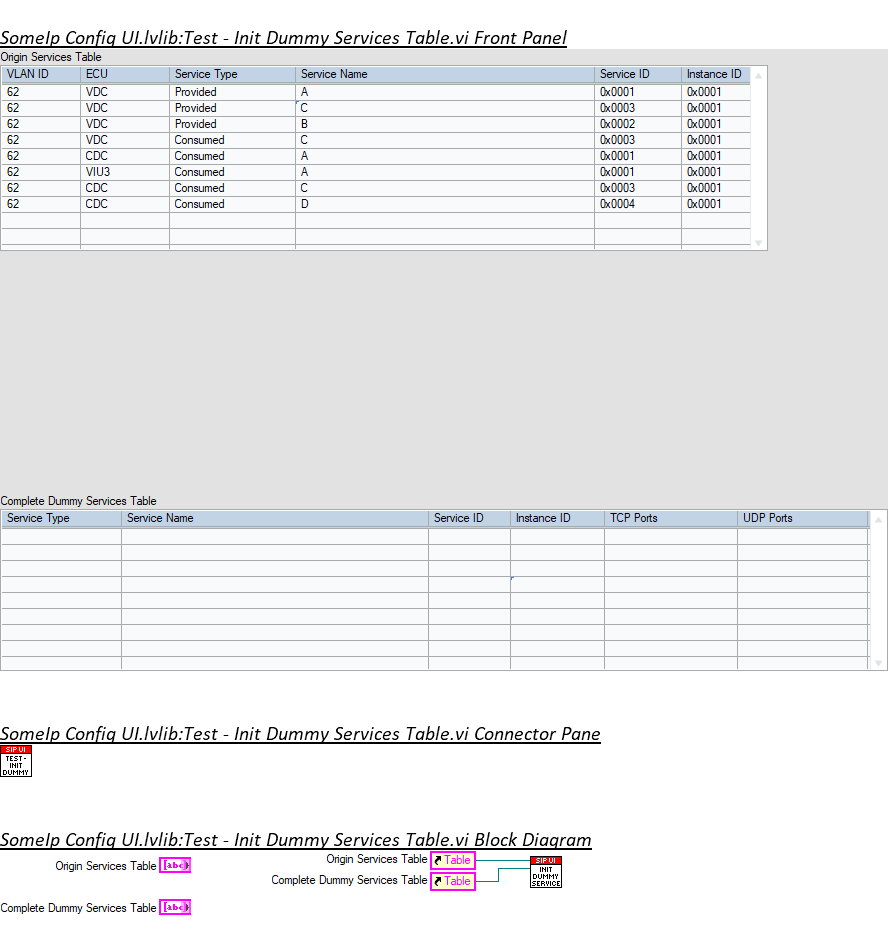 SomeIp Config UI.lvlib:Test - Init Dummy Services Table.vi Front Panel
Origin Services Table
VLAN ID ECU Service Type Service Name Service ID Instance ID
62 VDC Provided A 0x0001 0x0001
62 VDC Provided C 0x0003 0x0001
62 VDC Provided B 0x0002 0x0001
62 VDC Consumed C 0x0003 0x0001
62 CDC Consumed A 0x0001 0x0001
62 VIU3 Consumed A 0x0001 0x0001
62 CDC Consumed C 0x0003 0x0001
62 CDC Consumed D 0x0004 0x0001
Complete Dummy Services Table
Service Type Service Name Service ID Instance ID TCP Ports UDP Ports
SomeIp Config UI.lvlib:Test - Init Dummy Services Table.vi Connector Pane
SIP UI
TEST -
INIT
DUMMY
SomeIp Config UI.lvlib:Test - Init Dummy Services Table.vi Block Diagram
Origin Services Table abc
Origin Services Table Table
Complete Dummy Services Table Table
SIP UI
INIT
DUMMY
SERVICE
Complete Dummy Services Table abc